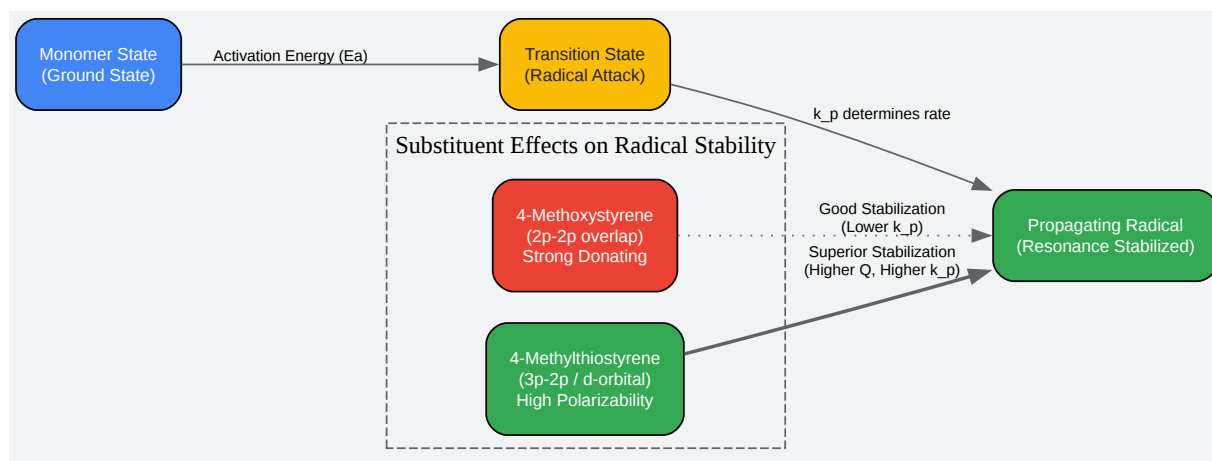 Monomer State
(Ground State)
Activation Energy (Ea)
Transition State
(Radical Attack)
k_p determines rate
Substituent Effects on Radical Stability
4-Methoxystyrene
(2p-2p overlap)
Strong Donating
Good Stabilization
(Lower k_p)
Superior Stabilization
(Higher Q, Higher k_p)
Propagating Radical
(Resonance Stabilized)
4-Methylthiostyrene
(3p-2p / d-orbital)
High Polarizability